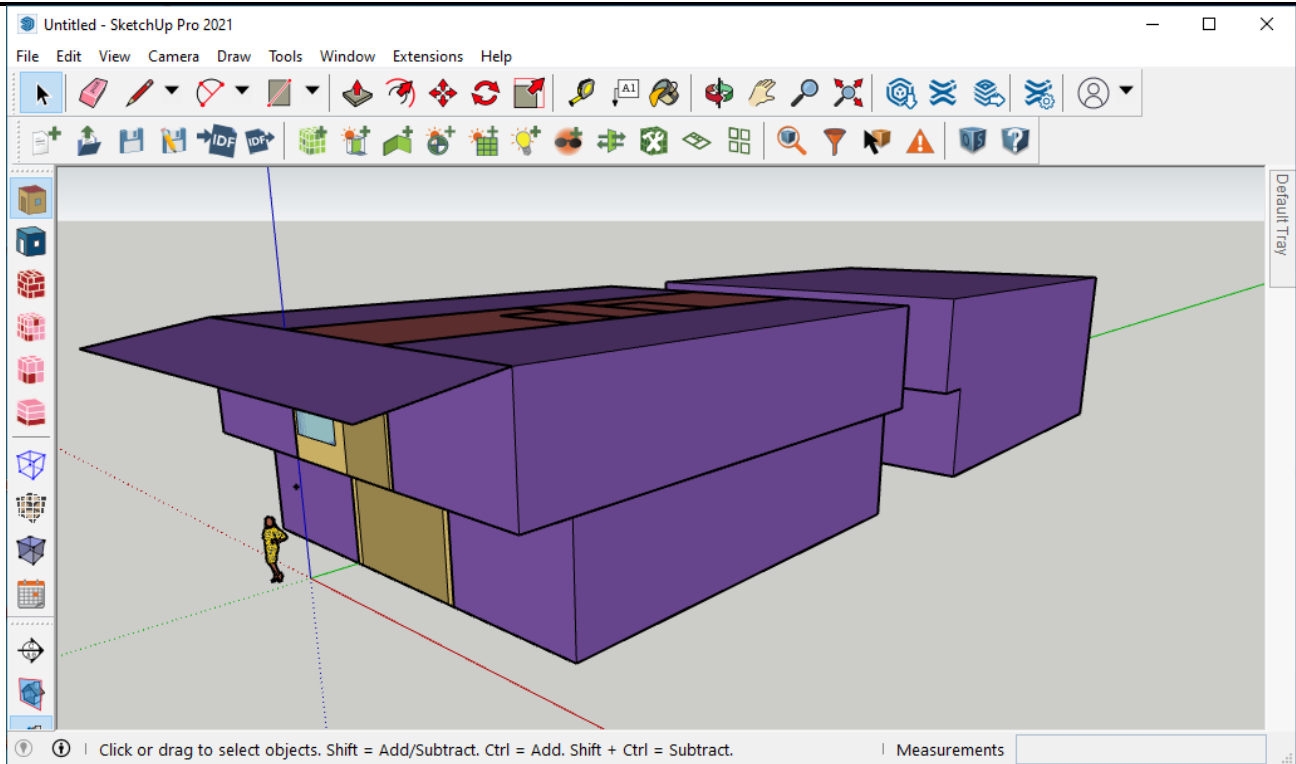 Untitled - SketchUp Pro 2021
File Edit View Camera Draw Tools Window Extensions Help
A1
IDF IDF
OS ?
Default Tray
Click or drag to select objects. Shift = Add/Subtract. Ctrl = Add. Shift + Ctrl = Subtract.
Measurements